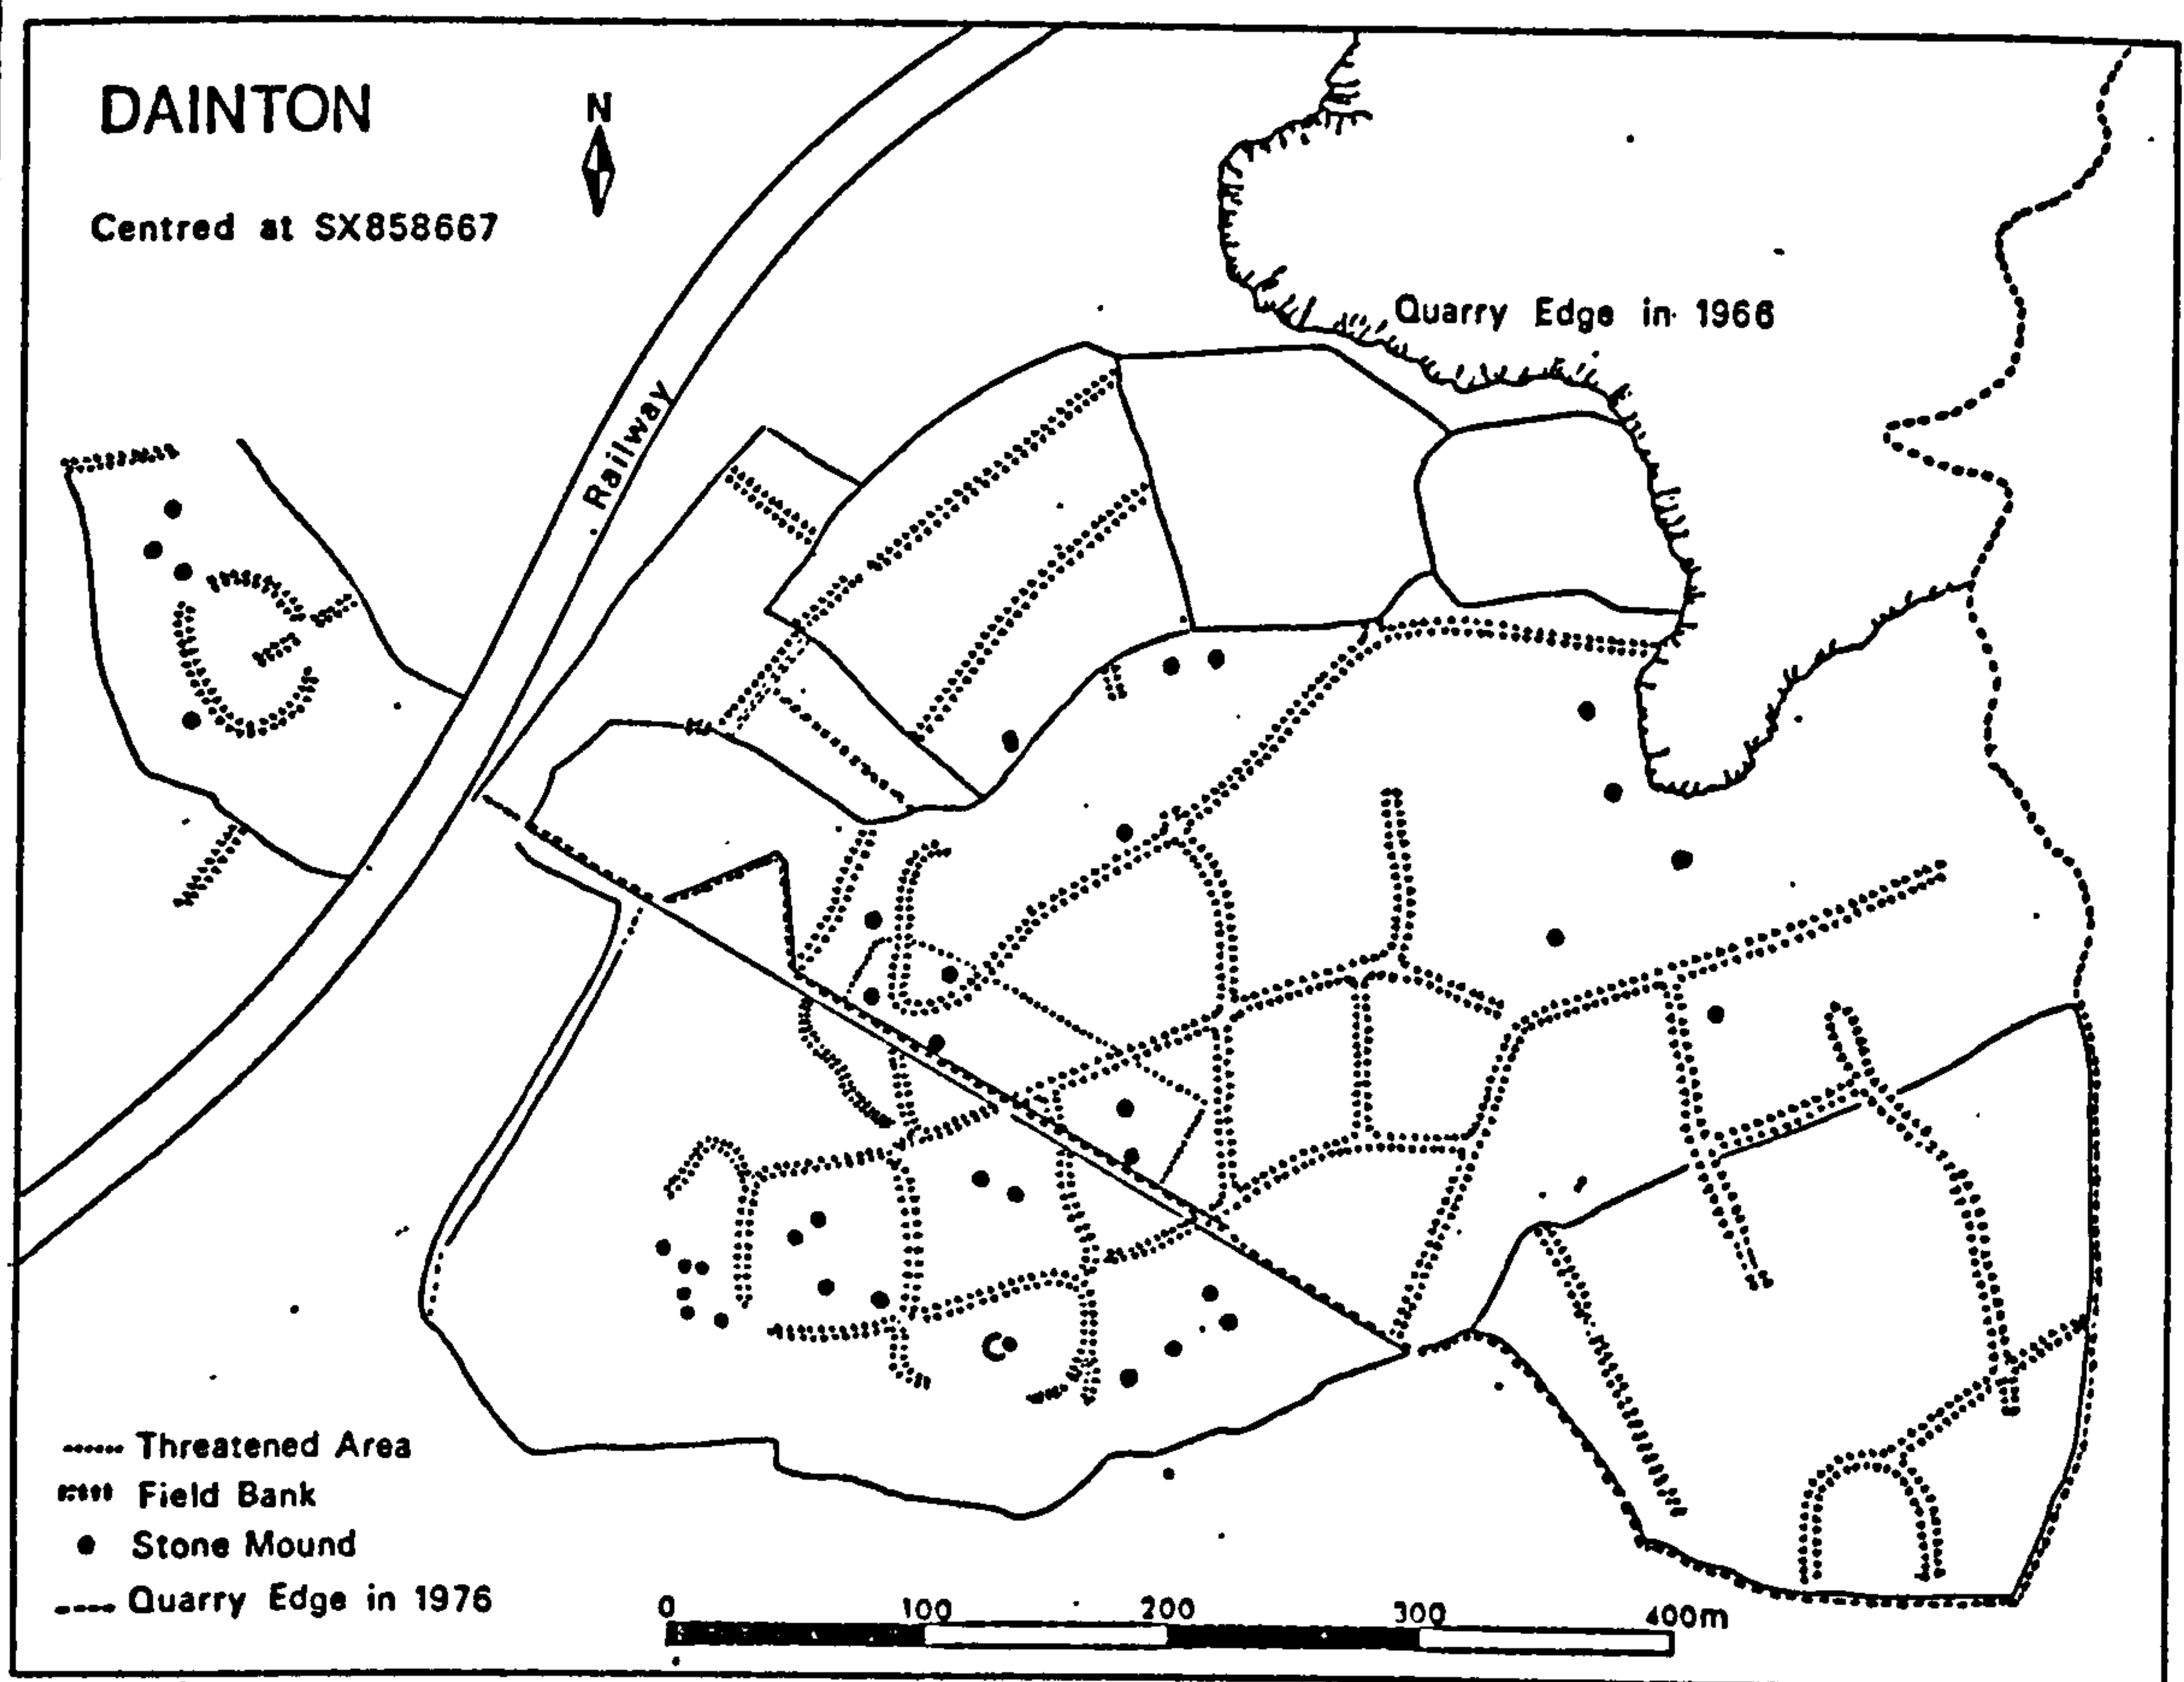 DAINTON
N
Centred at SX858667
Quarry Edge in 1966
Railway
Threatened Area
Field Bank
Stone Mound
Quarry Edge in 1976
0 100 200 300 400m